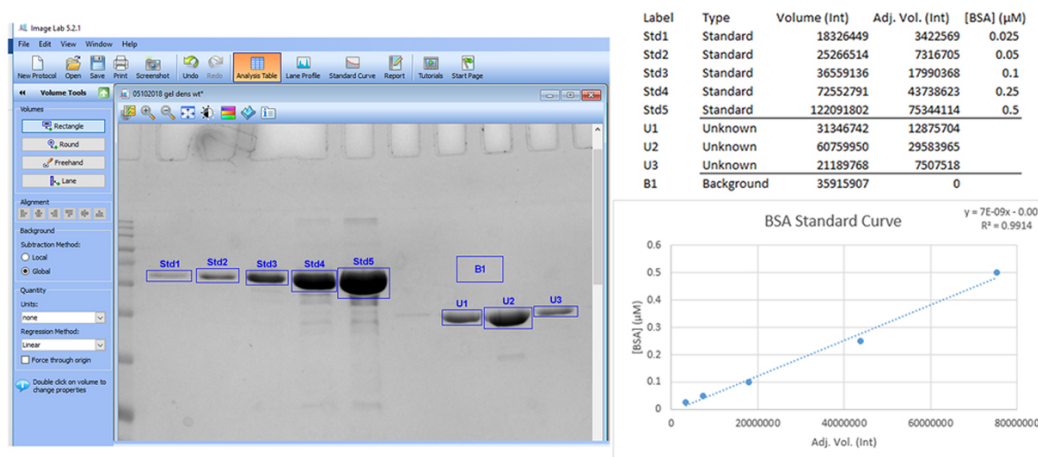 Image Lab 5.2.1
File Edit View Window Help
New Protocol Open Save Print Screenshot Undo Redo Analysis Table Lane Profile Standard Curve Report Tutorials Start Page
Volume Tools
05102018 gel dens wt*
Volumes
Rectangle
Round
Freehand
Lane
Alignment
Background
Subtraction Method:
Local
Global
Quantity
Units:
none
Regression Method:
Linear
Force through origin
Double click on volume to
change properties
Std1 Std2 Std3 Std4 Std5 B1
U1 U2 U3
Label Type Volume (Int) Adj. Vol. (Int) [BSA] (µM)
Std1 Standard 18326449 3422569 0.025
Std2 Standard 25266514 7316705 0.05
Std3 Standard 36559136 17990368 0.1
Std4 Standard 72552791 43738623 0.25
Std5 Standard 122091802 75344114 0.5
U1 Unknown 31346742 12875704
U2 Unknown 60759950 29583965
U3 Unknown 21189768 7507518
B1 Background 35915907 0
BSA Standard Curve
y = 7E-09x - 0.00
R² = 0.9914
0.6
0.5
0.4
0.3
0.2
0.1
0
[BSA] (µM)
0 20000000 40000000 60000000 80000000
Adj. Vol. (Int)